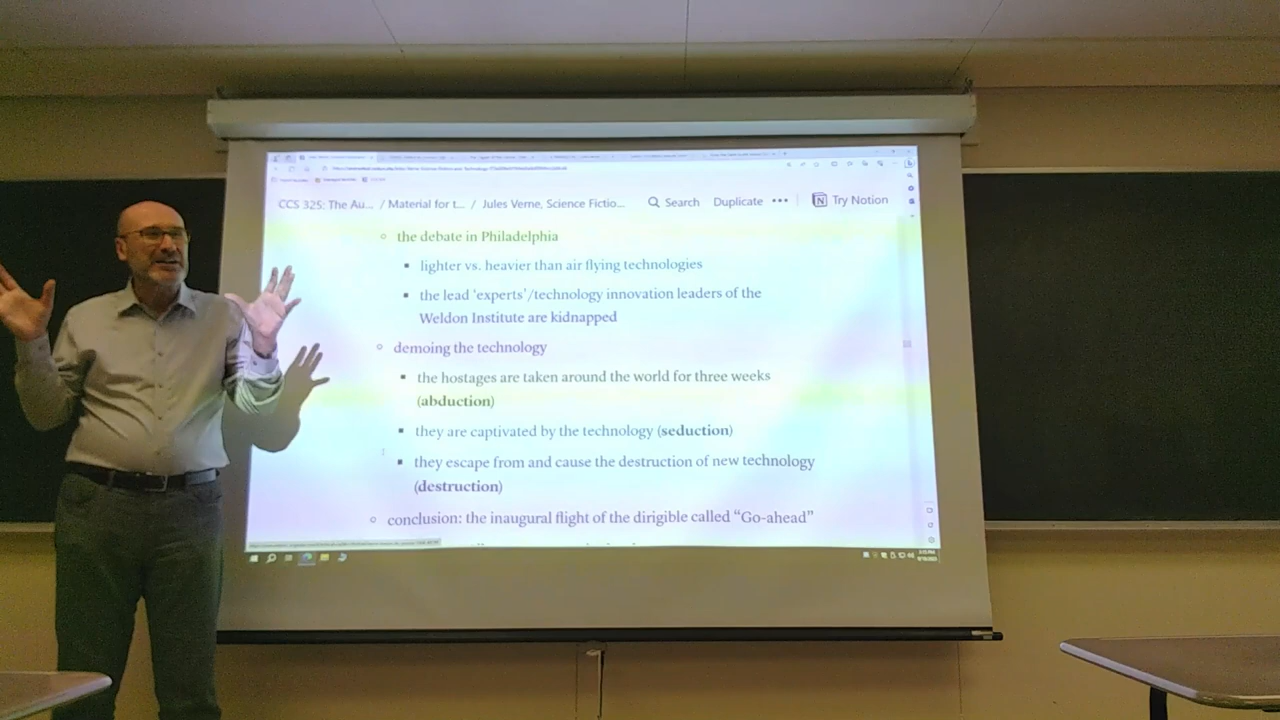 CCS 325: The Au... / Material for t... / Jules Verne, Science Fictio... Search Duplicate ••• Try Notion
the debate in Philadelphia
lighter vs. heavier than air flying technologies
the lead ‘experts’/technology innovation leaders of the
Weldon Institute are kidnapped
demoing the technology
the hostages are taken around the world for three weeks
(abduction)
they are captivated by the technology (seduction)
they escape from and cause the destruction of new technology
(destruction)
conclusion: the inaugural flight of the dirigible called “Go-ahead”